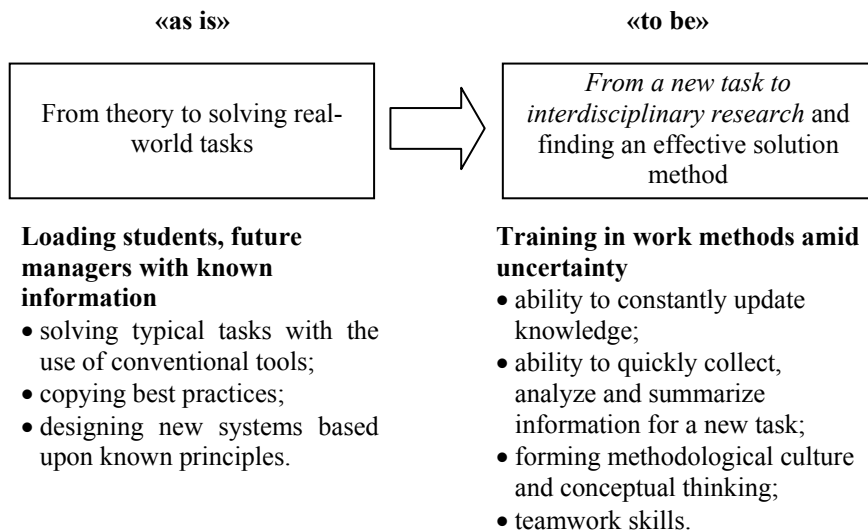 «as is»
From theory to solving real-
world tasks
Loading students, future
managers with known
information
• solving typical tasks with the
use of conventional tools;
• copying best practices;
• designing new systems based
upon known principles.
«to be»
From a new task to
interdisciplinary research and
finding an effective solution
method
Training in work methods amid
uncertainty
• ability to constantly update
knowledge;
• ability to quickly collect,
analyze and summarize
information for a new task;
• forming methodological culture
and conceptual thinking;
• teamwork skills.